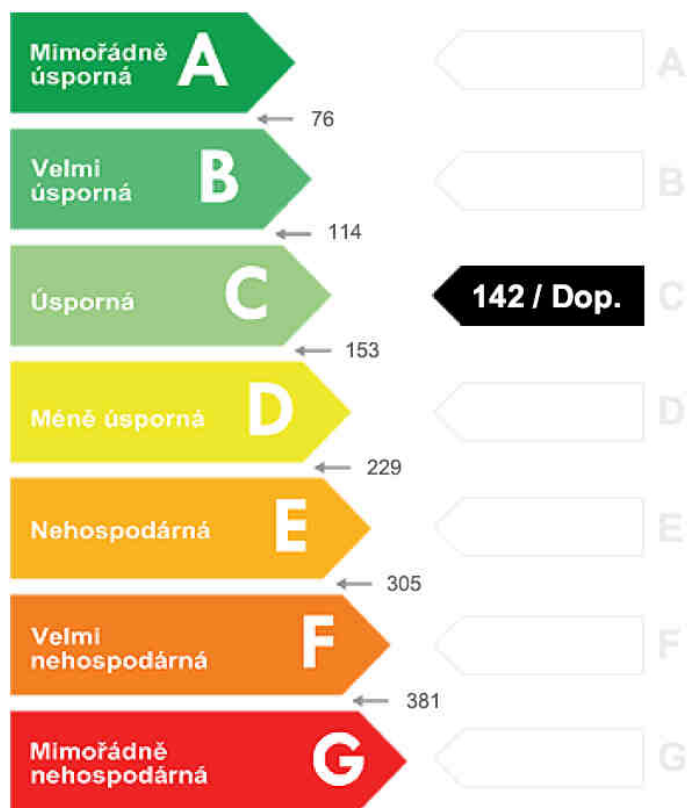 Mimořádně
úsporná
A
A
76
Velmi
úsporná
B
B
114
Úsporná
C
142 / Dop.
C
153
Méně úsporná
D
D
229
Nehospodárná
E
E
305
Velmi
nehospodárná
F
F
381
Mimořádně
nehospodárná
G
G